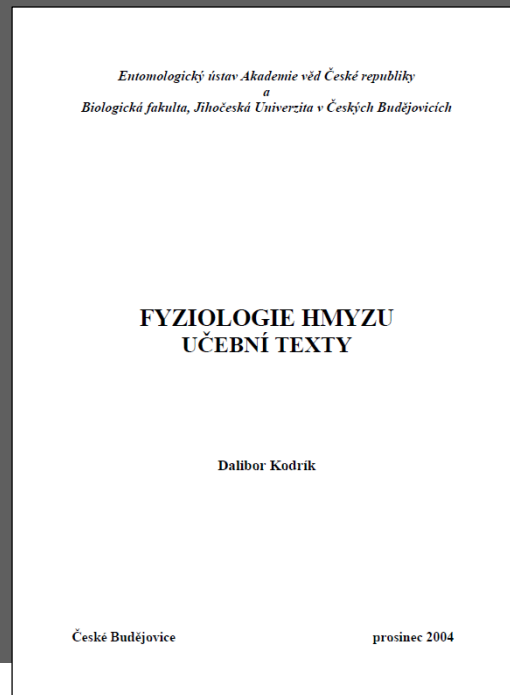 Entomologický ústav Akademie věd České republiky
a
Biologická fakulta, Jihočeská Univerzita v Českých Budějovicích
FYZIOLOGIE HMYZU
UČEBNÍ TEXTY
Dalibor Kodrík
České Budějovice prosinec 2004